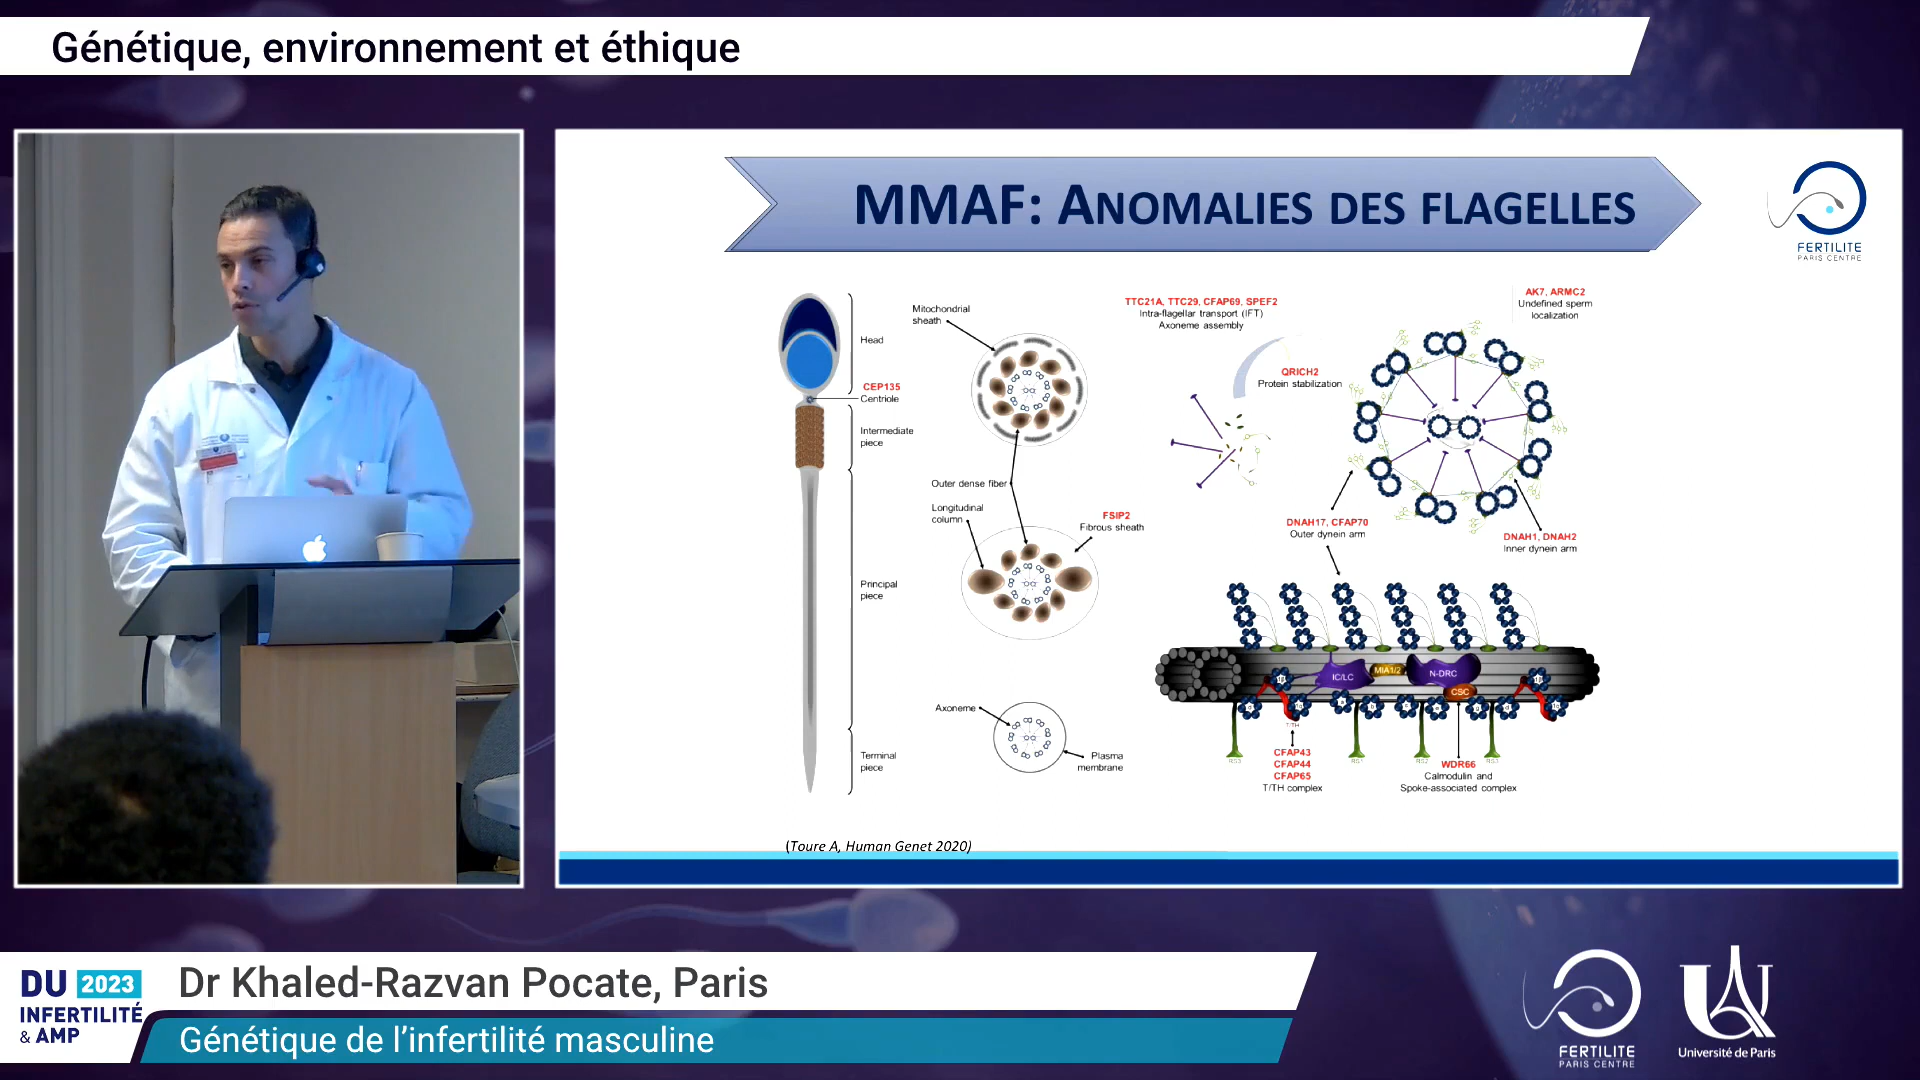 Génétique, environnement et éthique
MMAF: ANOMALIES DES FLAGELLES
FERTILITE
PARIS CENTRE
Head
CEP135
Centriole
Intermediate
piece
Principal
piece
Terminal
piece
Mitochondrial
sheath
Outer dense fiber
Longitudinal
column
FSIP2
Fibrous sheath
Axoneme
Plasma
membrane
TTC21A, TTC29, CFAP69, SPEF2
Intra-flagellar transport (IFT)
Axoneme assembly
QRICH2
Protein stabilization
AK7, ARMC2
Undefined sperm
localization
DNAH17, CFAP70
Outer dynein arm
DNAH1, DNAH2
Inner dynein arm
IC/LC
MIA1/2
N-DRC
CSC
T/TH
CFAP43
CFAP44
CFAP65
T/TH complex
WDR66
Calmodulin and
Spoke-associated complex
(Toure A, Human Genet 2020)
DU 2023
INFERTILITÉ
& AMP
Dr Khaled-Razvan Pocate, Paris
Génétique de l’infertilité masculine
FERTILITE
PARIS CENTRE
Université de Paris